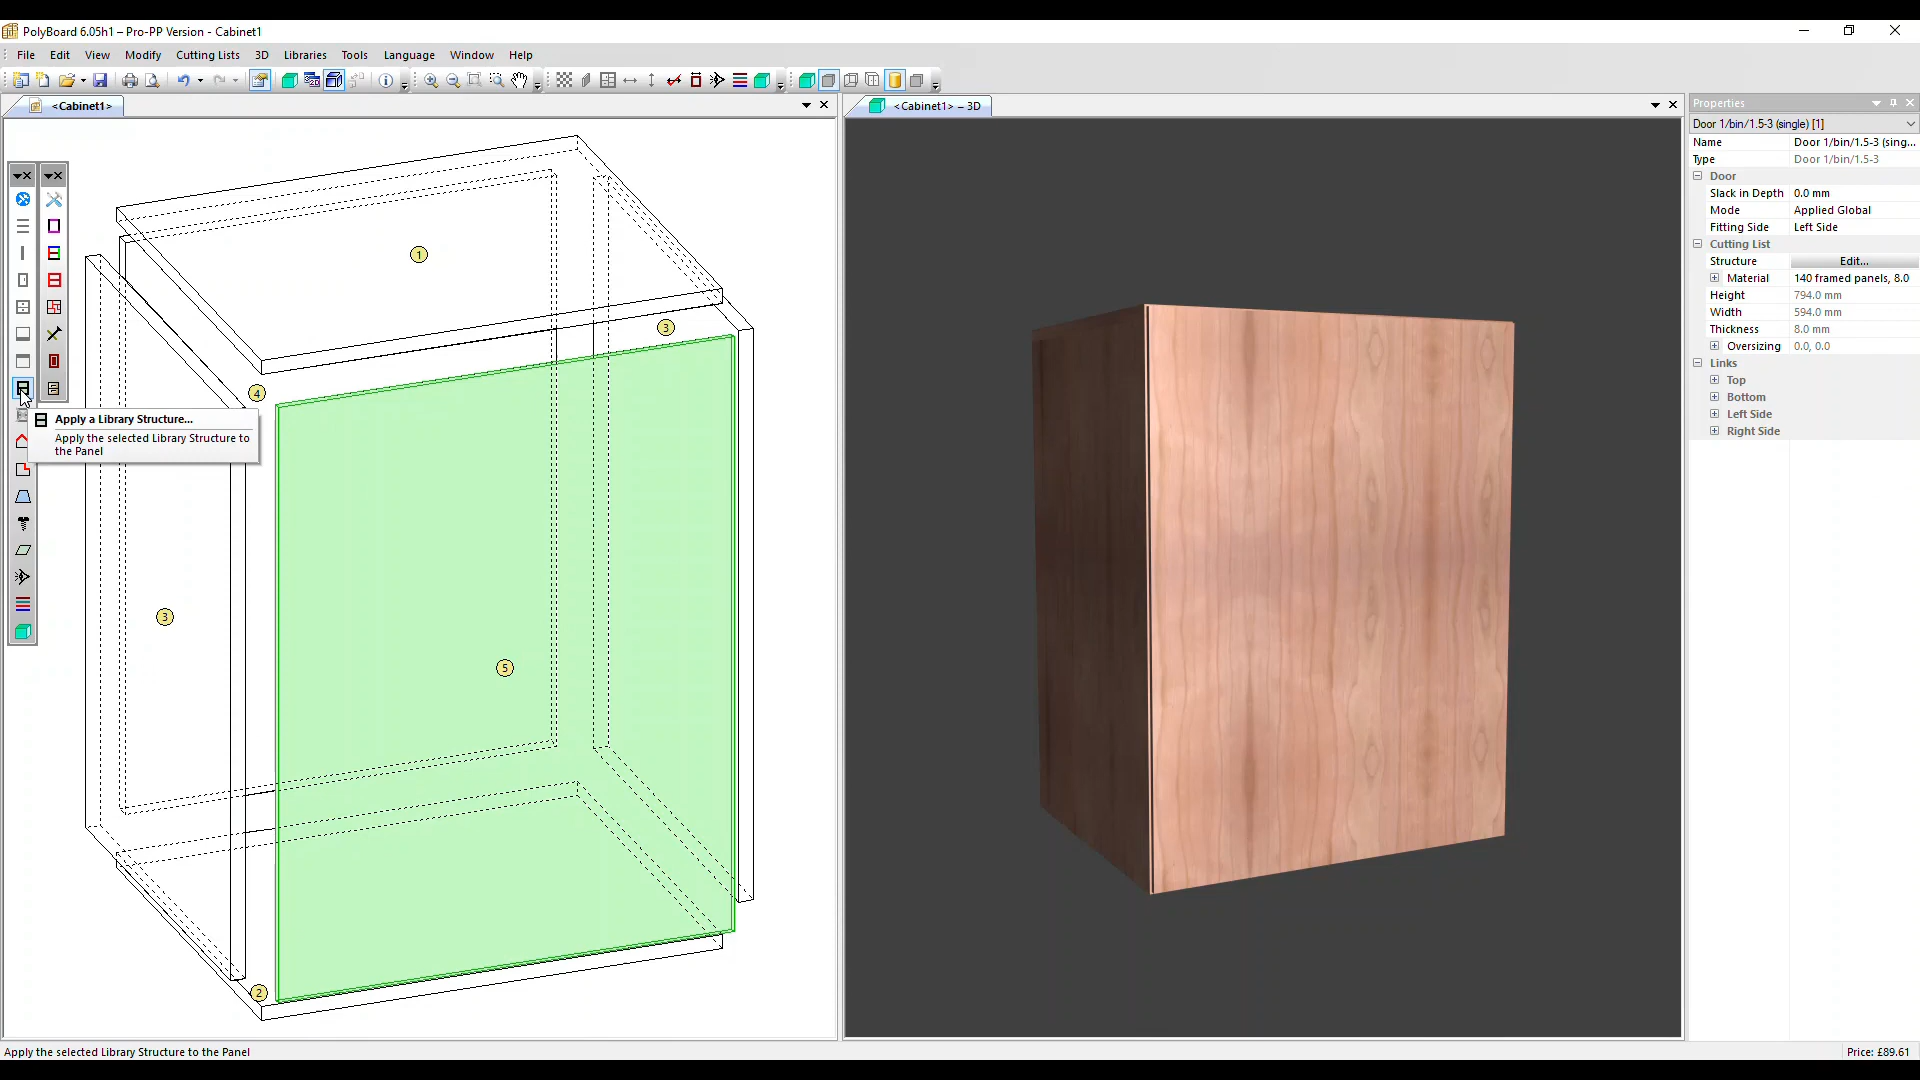 PolyBoard 6.05h1 – Pro-PP Version - Cabinet1
File Edit View Modify Cutting Lists 3D Libraries Tools Language Window Help
<Cabinet1>
<Cabinet1> – 3D
Properties
Door 1/bin/1.5-3 (single) [1]
Name Door 1/bin/1.5-3 (sing...
Type Door 1/bin/1.5-3
Door
Slack in Depth 0.0 mm
Mode Applied Global
Fitting Side Left Side
Cutting List
Structure Edit...
Material 140 framed panels, 8.0
Height 794.0 mm
Width 594.0 mm
Thickness 8.0 mm
Oversizing 0.0, 0.0
Links
Top
Bottom
Left Side
Right Side
1
3
4
3
5
2
Apply a Library Structure...
Apply the selected Library Structure to
the Panel
Apply the selected Library Structure to the Panel
Price: £89.61